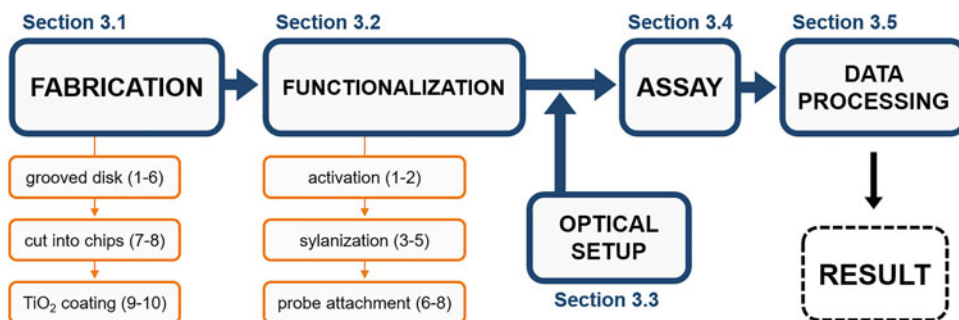 Section 3.1
FABRICATION
grooved disk (1-6)
cut into chips (7-8)
TiO₂ coating (9-10)
Section 3.2
FUNCTIONALIZATION
activation (1-2)
sylanization (3-5)
probe attachment (6-8)
OPTICAL
SETUP
Section 3.3
Section 3.4
ASSAY
Section 3.5
DATA
PROCESSING
RESULT